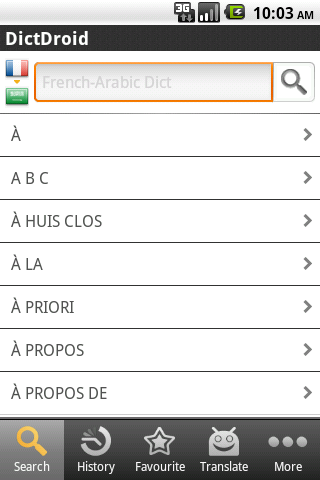 3G 10:03 AM
DictDroid
French-Arabic Dict
À
A B C
À HUIS CLOS
À LA
À PRIORI
À PROPOS
À PROPOS DE
Search History Favourite Translate More